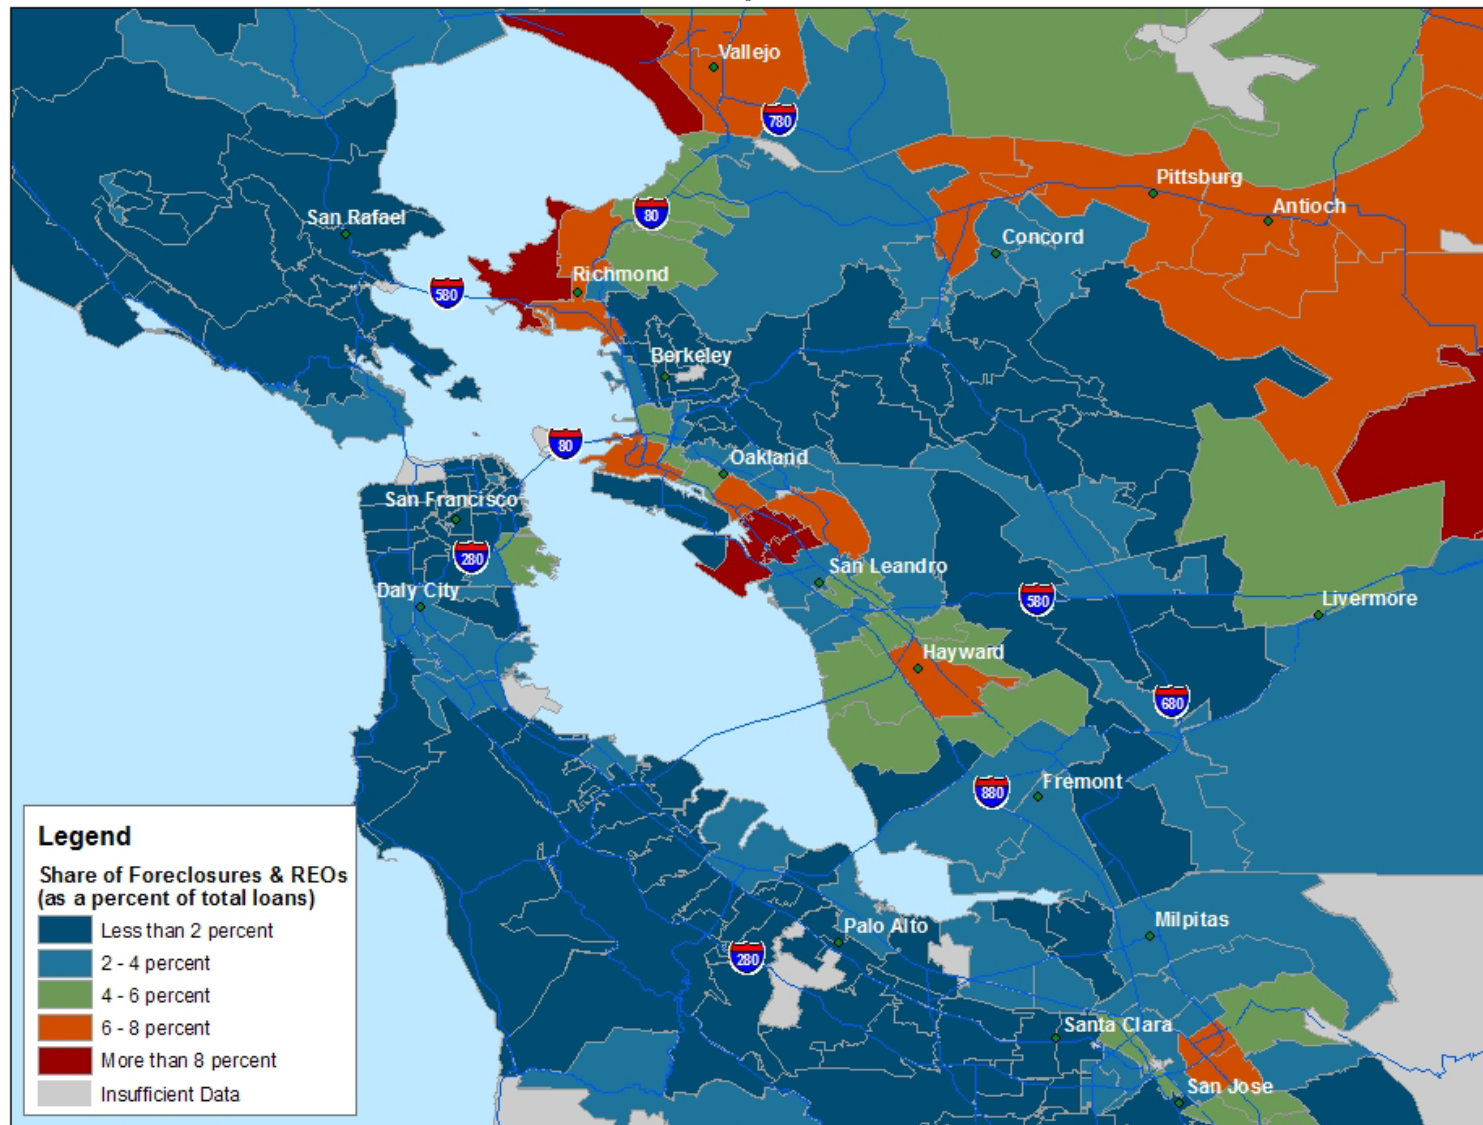 Vallejo
780
Pittsburg
Antioch
San Rafael
80
Concord
Richmond
580
Berkeley
80
Oakland
San Francisco
280
San Leandro
Daly City
580
Livermore
Hayward
680
Fremont
880
Legend
Share of Foreclosures & REOs
(as a percent of total loans)
Less than 2 percent
2 - 4 percent
4 - 6 percent
6 - 8 percent
More than 8 percent
Insufficient Data
Palo Alto
Milpitas
280
Santa Clara
San Jose